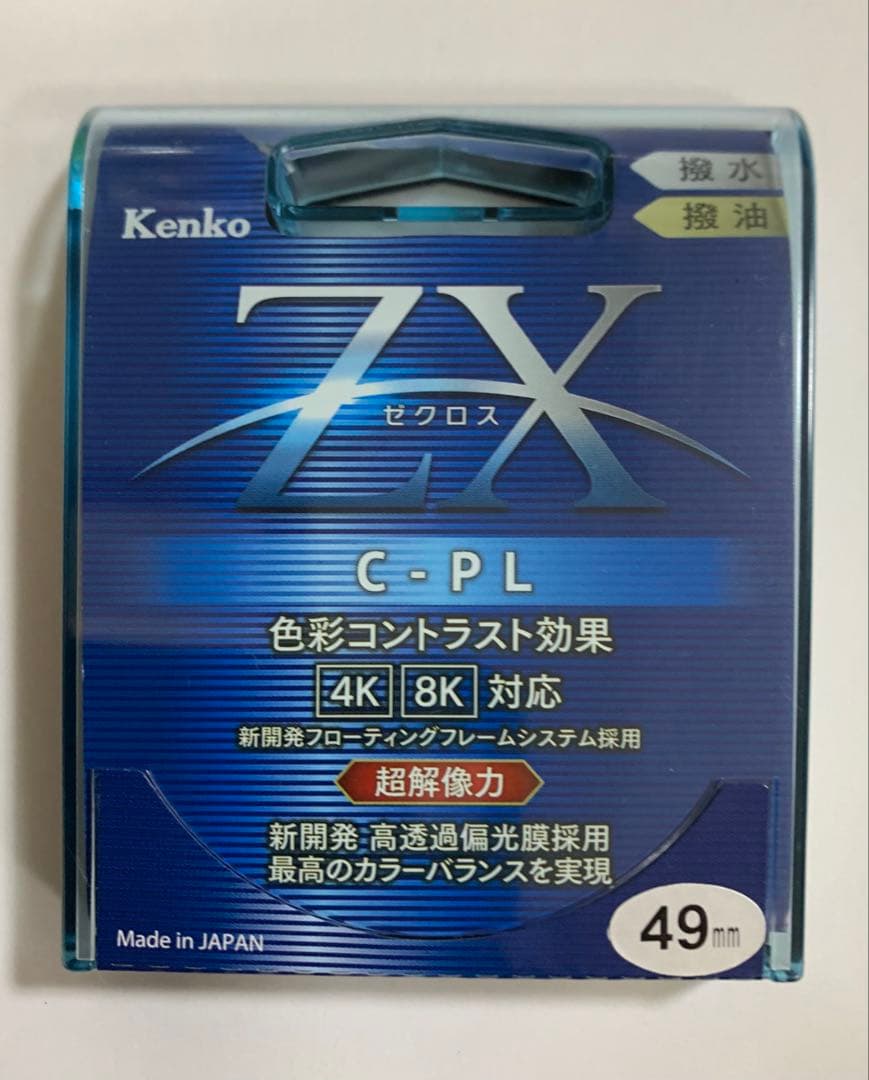 撥水
撥油
Kenko
ZX
ゼクロス
C-PL
色彩コントラスト効果
4K 8K 対応
新開発フローティングフレームシステム採用
超解像力
新開発 高透過偏光膜採用
最高のカラーバランスを実現
Made in JAPAN
49mm